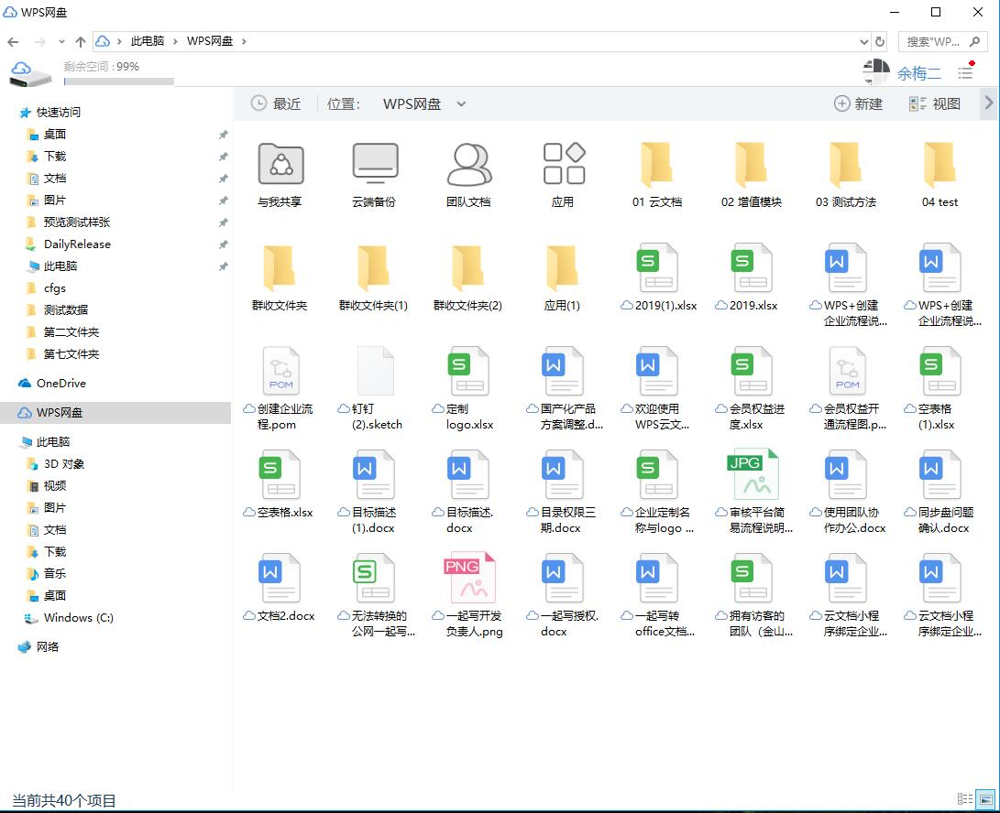 WPS网盘
此电脑 WPS网盘
搜索"WP...
剩余空间 : 99%
余梅二
最近 位置： WPS网盘 新建 视图
快速访问
桌面
下载
文档
图片
预览测试样张
DailyRelease
此电脑
cfgs
测试数据
第二文件夹
第七文件夹
OneDrive
WPS网盘
此电脑
3D 对象
视频
图片
文档
下载
音乐
桌面
Windows (C:)
网络
与我共享 云端备份 团队文档 应用 01 云文档 02 增值模块 03 测试方法 04 test
群收文件夹 群收文件夹(1) 群收文件夹(2) 应用(1) 2019(1).xlsx 2019.xlsx WPS+创建 WPS+创建
企业流程说... 企业流程说...
POM POM
创建企业流 钉钉 定制 国产化产品 欢迎使用 会员权益进 会员权益开 空表格
程.pom (2).sketch logo.xlsx 方案调整.d... WPS云文... 度.xlsx 通流程图.p... (1).xlsx
JPG
空表格.xlsx 目标描述 目标描述. 目录权限三 企业定制名 审核平台简 使用团队协 同步盘问题
(1).docx docx 期.docx 称与logo ... 易流程说明... 作办公.docx 确认.docx
PNG
文档2.docx 无法转换的 一起写开发 一起写授权. 一起写转 拥有访客的 云文档小程 云文档小程
公网一起写... 负责人.png docx office文档... 团队（金山... 序绑定企业... 序绑定企业...
当前共40个项目